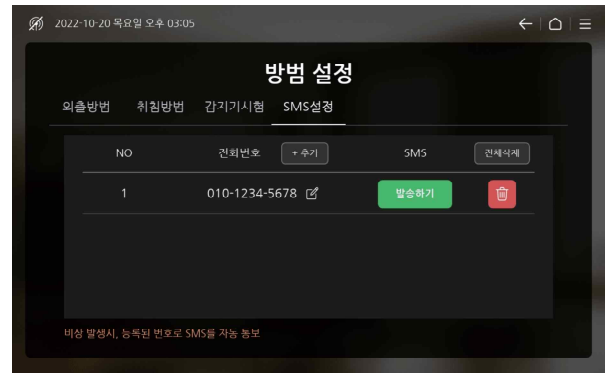 2022-10-20 목요일 오후 03:05
방범 설정
외출방범 취침방범 감지기시험 SMS설정
NO 전화번호 + 추가 SMS 전체삭제
1 010-1234-5678 발송하기
비상 발생시, 등록된 번호로 SMS를 자동 통보